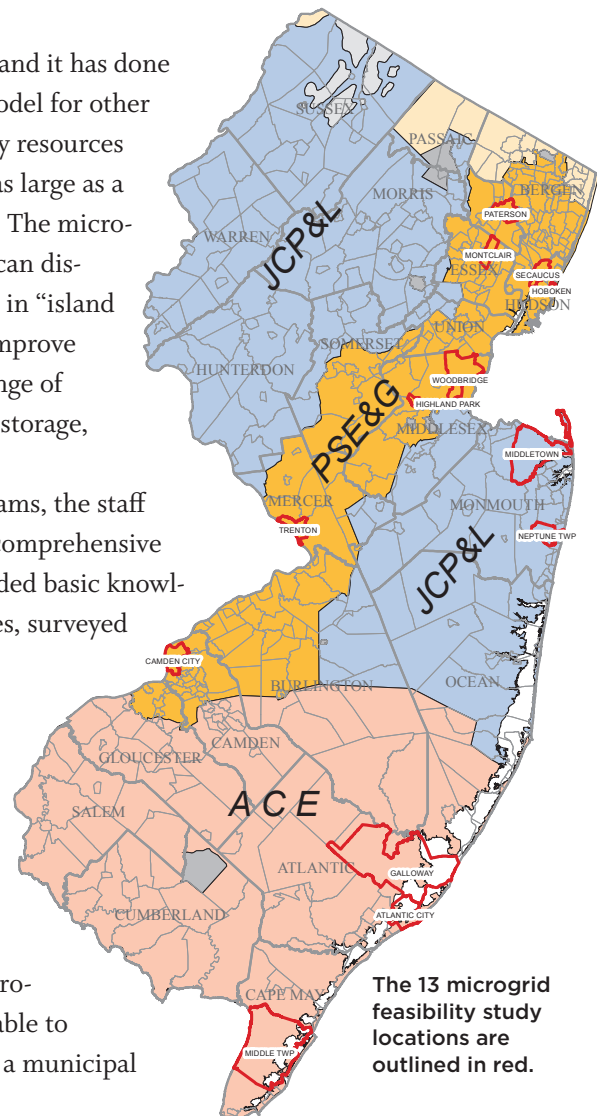 and it has done
odel for other
y resources
as large as a
The micro-
can dis-
in “island
mprove
nge of
storage,
ams, the staff
comprehensive
ded basic knowl-
es, surveyed
ro-
able to
a municipal
SUSSEX
PASSAIC
BERGEN
MORRIS
WARREN
JCP&L
PATERSON
MONTCLAIR
ESSEX
SECAUCUS
HOBOKEN
HUDSON
UNION
SOMERSET
HUNTERDON
WOODBRIDGE
HIGHLAND PARK
PSE&G
MIDDLESEX
MIDDLETOWN
MERCER
MONMOUTH
TRENTON
NEPTUNE TWP
JCP&L
CAMDEN CITY
BURLINGTON
OCEAN
CAMDEN
GLOUCESTER
SALEM
ACE
ATLANTIC
GALLOWAY
ATLANTIC CITY
CUMBERLAND
CAPE MAY
MIDDLE TWP
The 13 microgrid
feasibility study
locations are
outlined in red.